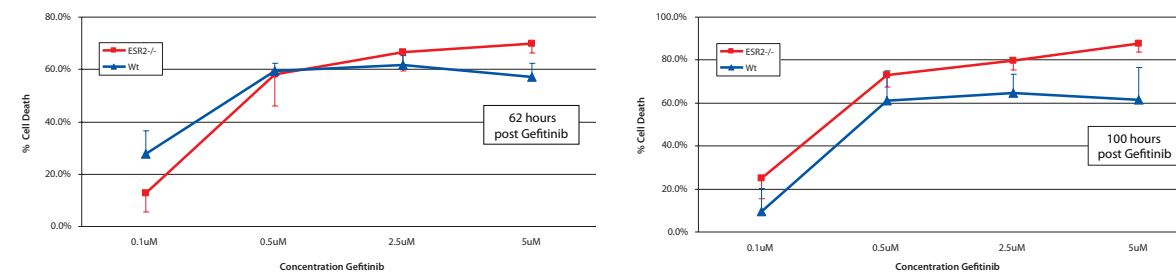 80.0%
60.0%
40.0%
20.0%
0.0%
% Cell Death
ESR2-/-
Wt
62 hours
post Gefitinib
0.1uM
0.5uM
2.5uM
5uM
Concentration Gefitinib
100.0%
80.0%
60.0%
40.0%
20.0%
0.0%
% Cell Death
ESR2-/-
Wt
100 hours
post Gefitinib
0.1uM
0.5uM
2.5uM
5uM
Concentration Gefitinib